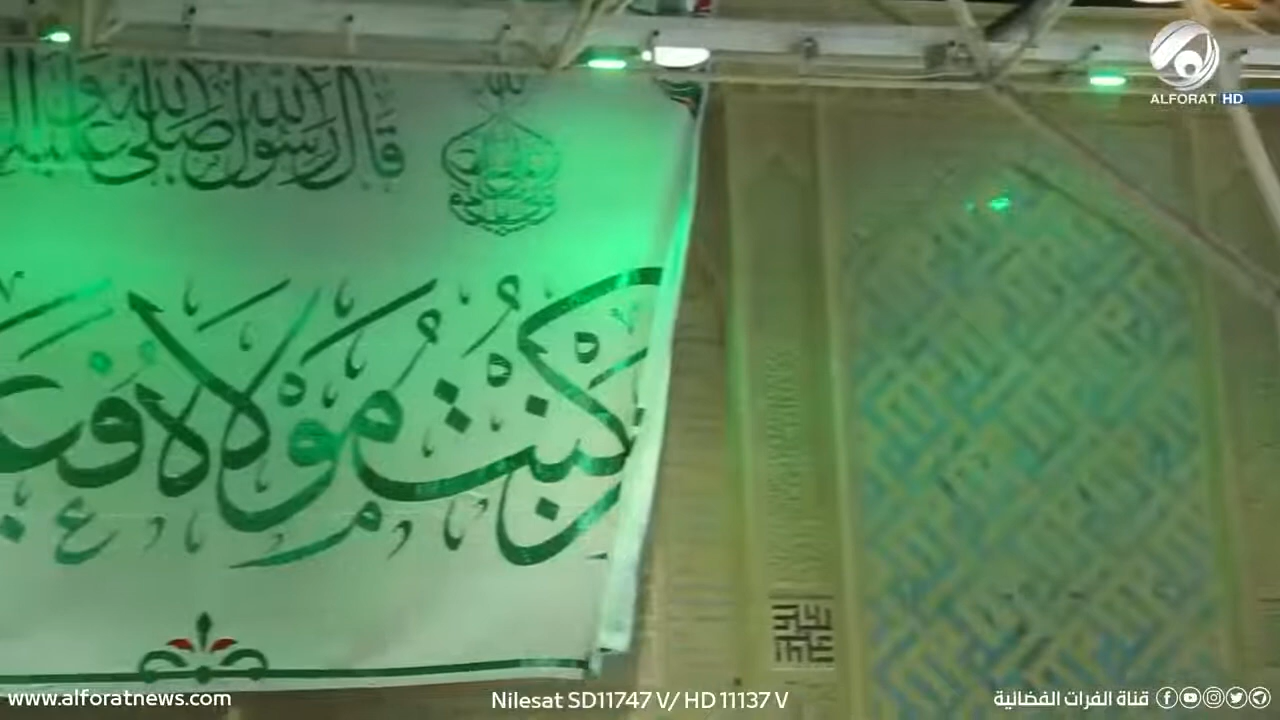 ALFORAT HD
قال رسول الله صلى الله عليه
كنت مولاه فع
www.alforatnews.com
Nilesat SD11747 V/ HD 11137 V
قناة الفرات الفضائية